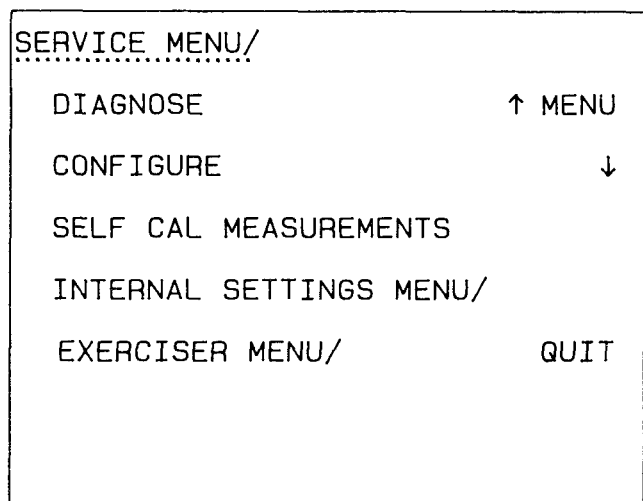 SERVICE MENU/
DIAGNOSE ↑ MENU
CONFIGURE ↓
SELF CAL MEASUREMENTS
INTERNAL SETTINGS MENU/
EXERCISER MENU/ QUIT